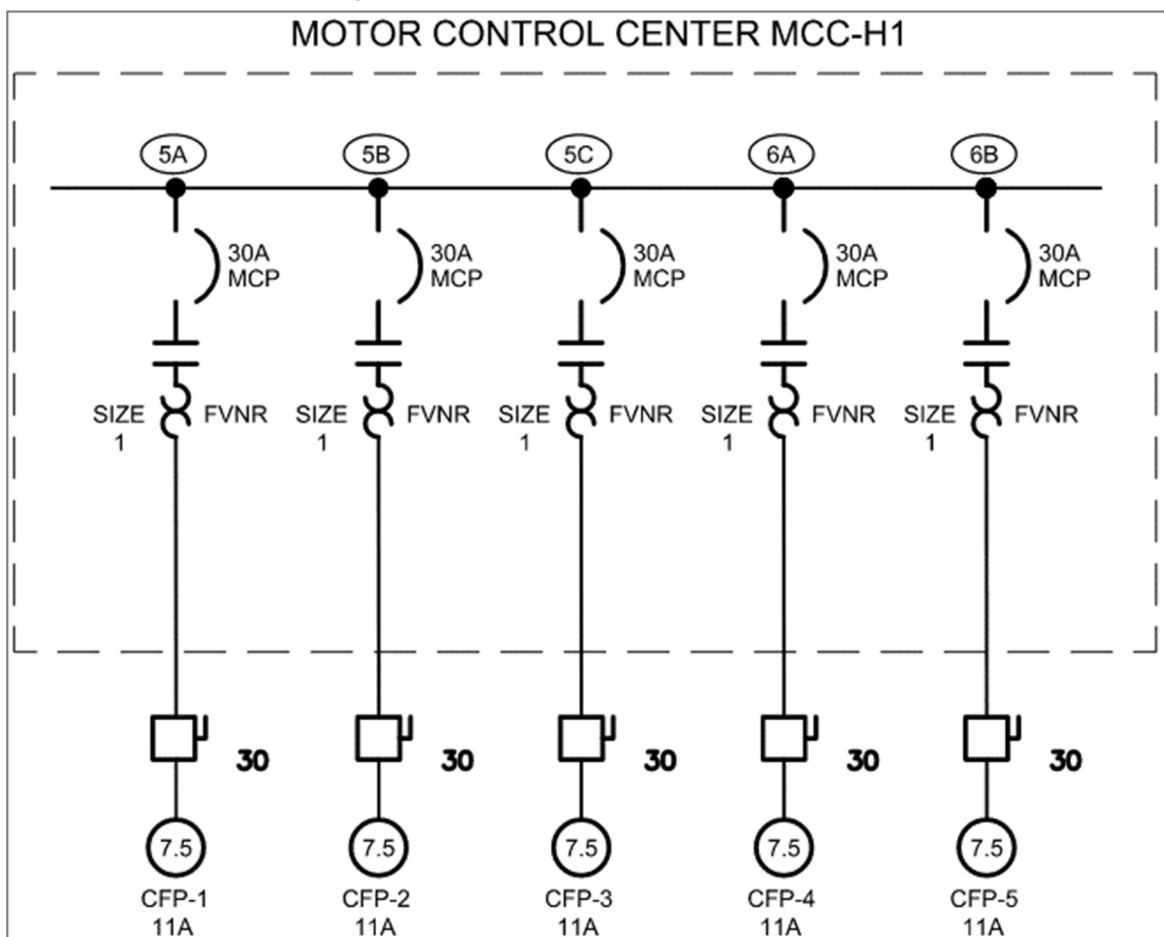 MOTOR CONTROL CENTER MCC-H1
5A 5B 5C 6A 6B
30A 30A 30A 30A 30A
MCP MCP MCP MCP MCP
SIZE FVNR SIZE FVNR SIZE FVNR SIZE FVNR SIZE FVNR
1 1 1 1 1
30 30 30 30 30
7.5 7.5 7.5 7.5 7.5
CFP-1 CFP-2 CFP-3 CFP-4 CFP-5
11A 11A 11A 11A 11A